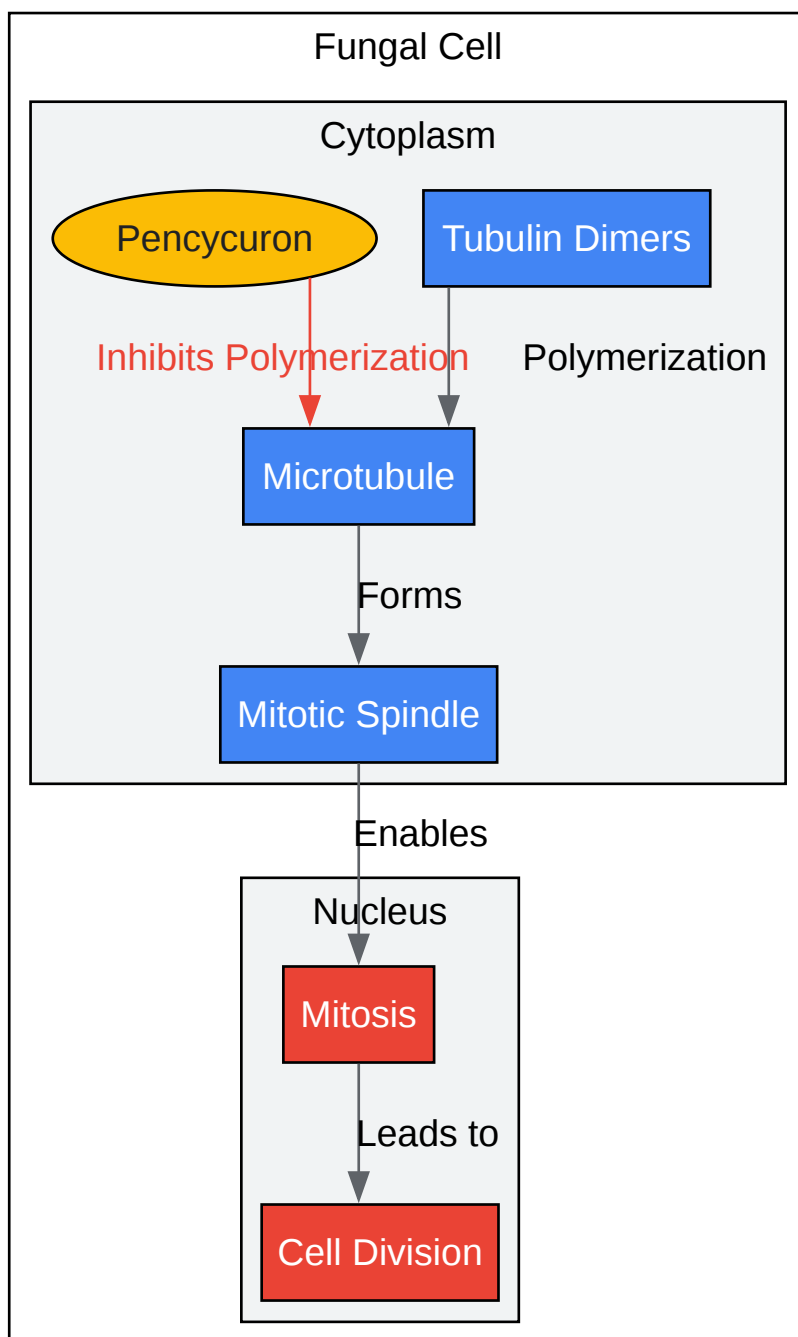 Fungal Cell
Cytoplasm
Pencycuron
Tubulin Dimers
Inhibits Polymerization
Polymerization
Microtubule
Forms
Mitotic Spindle
Enables
Nucleus
Mitosis
Leads to
Cell Division